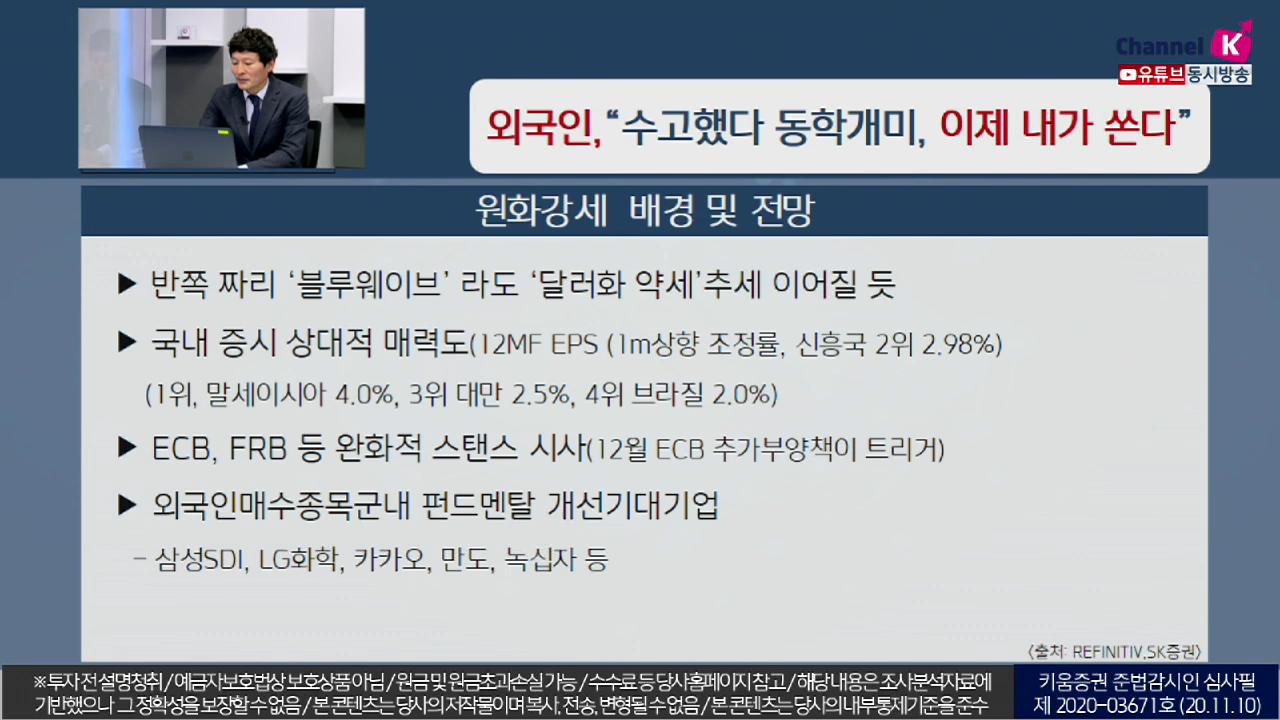 Channel K
유튜브 동시방송
외국인, “수고했다 동학개미, 이제 내가 쏜다”
원화강세 배경 및 전망
▶ 반쪽 짜리 ‘블루웨이브’ 라도 ‘달러화 약세’추세 이어질 듯
▶ 국내 증시 상대적 매력도(12MF EPS (1m상향 조정률, 신흥국 2위 2.98%)
(1위, 말세이시아 4.0%, 3위 대만 2.5%, 4위 브라질 2.0%)
▶ ECB, FRB 등 완화적 스탠스 시사(12월 ECB 추가부양책이 트리거)
▶ 외국인매수종목군내 펀드멘탈 개선기대기업
– 삼성SDI, LG화학, 카카오, 만도, 녹십자 등
〈출처: REFINITIV,SK증권〉
※ 투자 전 설명청취 / 예금자보호법상 보호상품 아님 / 원금 및 원금초과손실 가능 / 수수료 등 당사홈페이지 참고 / 해당 내용은 조사분석자료에
기반했으나 그 정확성을 보장할 수 없음 / 본 콘텐츠는 당사의 저작물이며 복사, 전송, 변형될 수 없음 / 본 콘텐츠는 당사의 내부통제기준을 준수
키움증권 준법감시인 심사필
제 2020-03671호 (20.11.10)